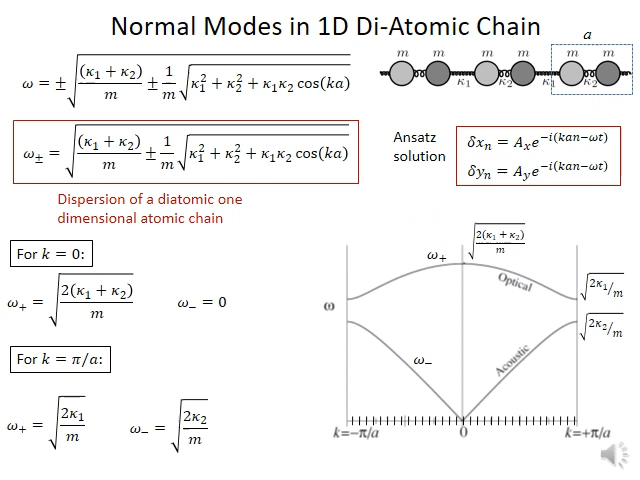 Normal Modes in 1D Di-Atomic Chain
a
m m m m m m
κ₁ κ₂ κ₁ κ₂
ω = ± √((κ₁ + κ₂)/m ± 1/m √(κ₁² + κ₂² + κ₁κ₂ cos(ka)))
ω± = √((κ₁ + κ₂)/m ± 1/m √(κ₁² + κ₂² + κ₁κ₂ cos(ka)))
Ansatz
solution
δxₙ = Aₓe^−i(kan−ωt)
δyₙ = A_y e^−i(kan−ωt)
Dispersion of a diatomic one
dimensional atomic chain
For k = 0:
ω₊ = √(2(κ₁ + κ₂)/m) ω₋ = 0
For k = π/a:
ω₊ = √(2κ₁/m) ω₋ = √(2κ₂/m)
ω₊ √(2(κ₁ + κ₂)/m)
Optical
√(2κ₁/m)
ω
√(2κ₂/m)
ω₋
Acoustic
k=−π/a 0 k=+π/a